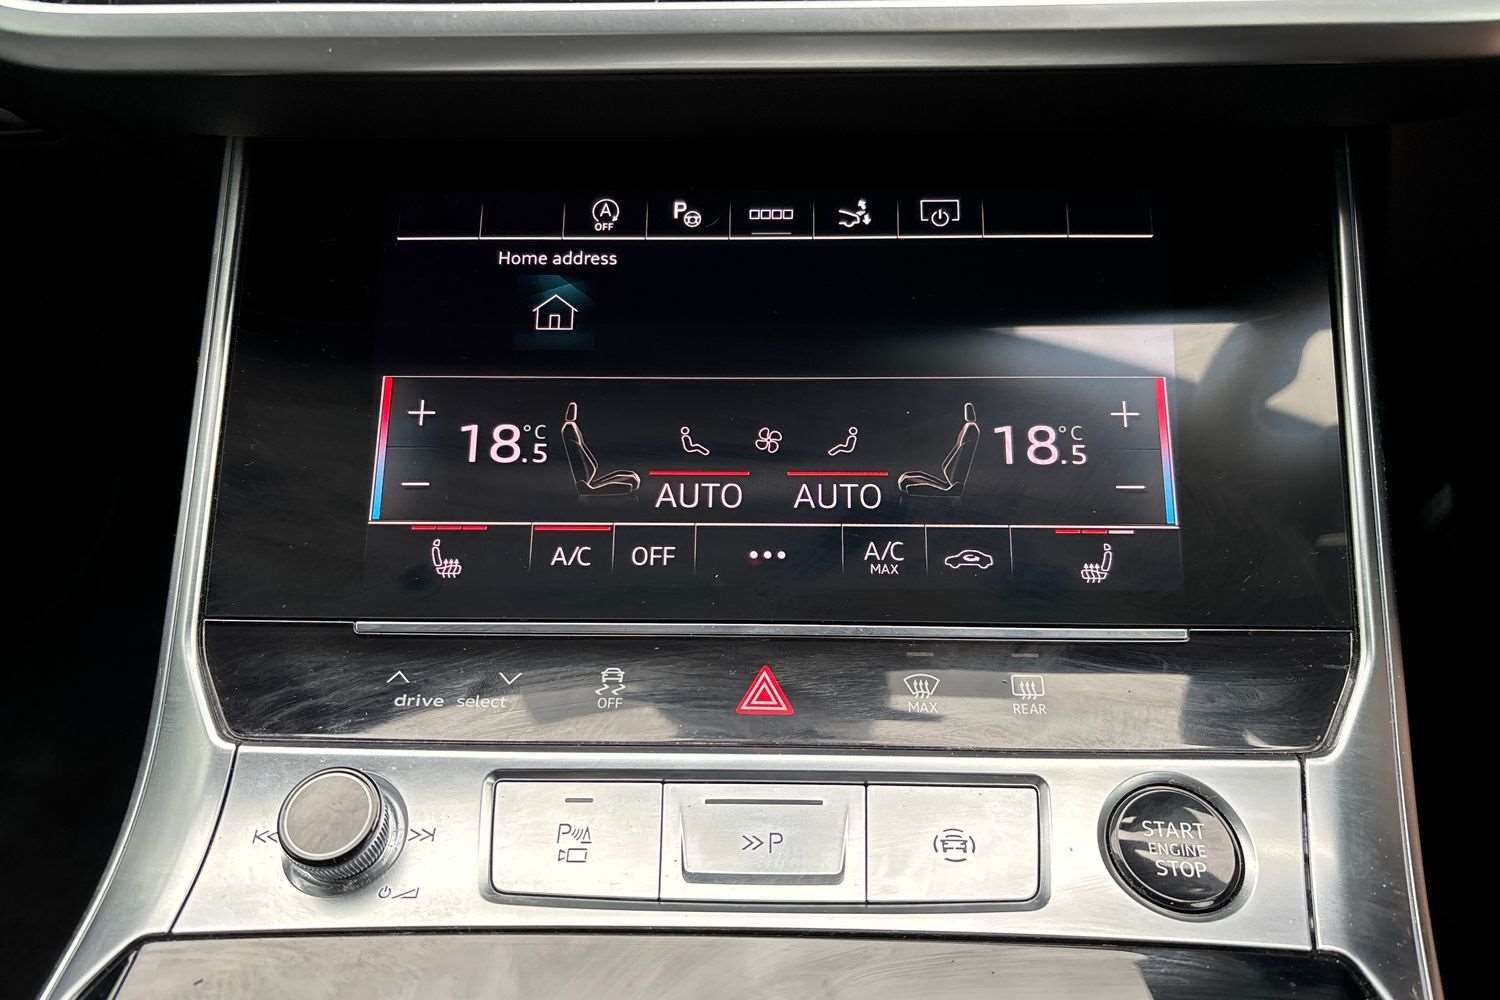 A
OFF
P
Home address
18.5 °C
18.5 °C
AUTO AUTO
A/C OFF ••• A/C MAX
drive select
OFF
MAX
REAR
P
P
START
ENGINE
STOP